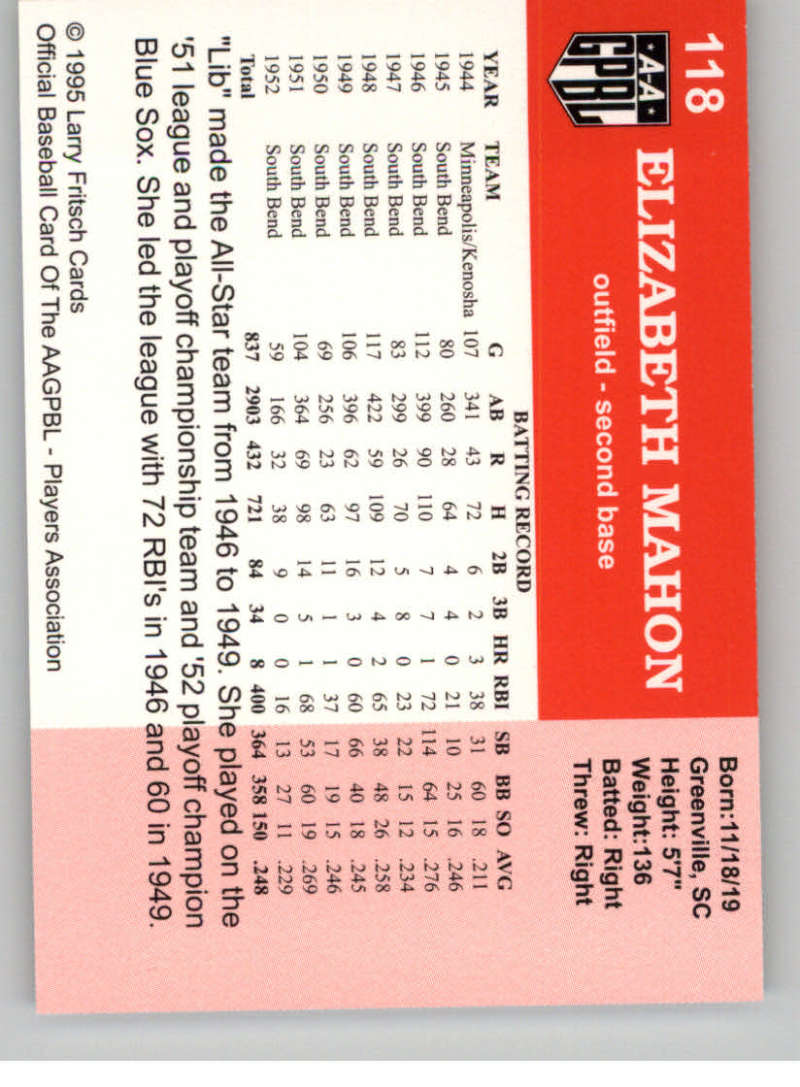 118
A-A
GPBL
ELIZABETH MAHON
outfield - second base
Born:11/18/19
Greenville, SC
Height: 5'7"
Weight:136
Batted: Right
Threw: Right
BATTING RECORD
YEAR TEAM G AB R H 2B 3B HR RBI SB BB SO AVG
1944 Minneapolis/Kenosha 107 341 43 72 6 2 3 38 31 60 18 .211
1945 South Bend 80 260 28 64 4 4 0 21 10 25 16 .246
1946 South Bend 112 399 90 110 7 7 1 72 114 64 15 .276
1947 South Bend 83 299 26 70 5 8 0 23 22 15 12 .234
1948 South Bend 117 422 59 109 12 4 2 65 38 48 26 .258
1949 South Bend 106 396 62 97 16 3 0 60 66 40 18 .245
1950 South Bend 69 256 23 63 11 1 1 37 17 19 15 .246
1951 South Bend 104 364 69 98 14 5 1 68 53 60 19 .269
1952 South Bend 59 166 32 38 9 0 0 16 13 27 11 .229
Total 837 2903 432 721 84 34 8 400 364 358 150 .248
"Lib" made the All-Star team from 1946 to 1949. She played on the
'51 league and playoff championship team and '52 playoff champion
Blue Sox. She led the league with 72 RBI's in 1946 and 60 in 1949.
© 1995 Larry Fritsch Cards
Official Baseball Card Of The AAGPBL - Players Association